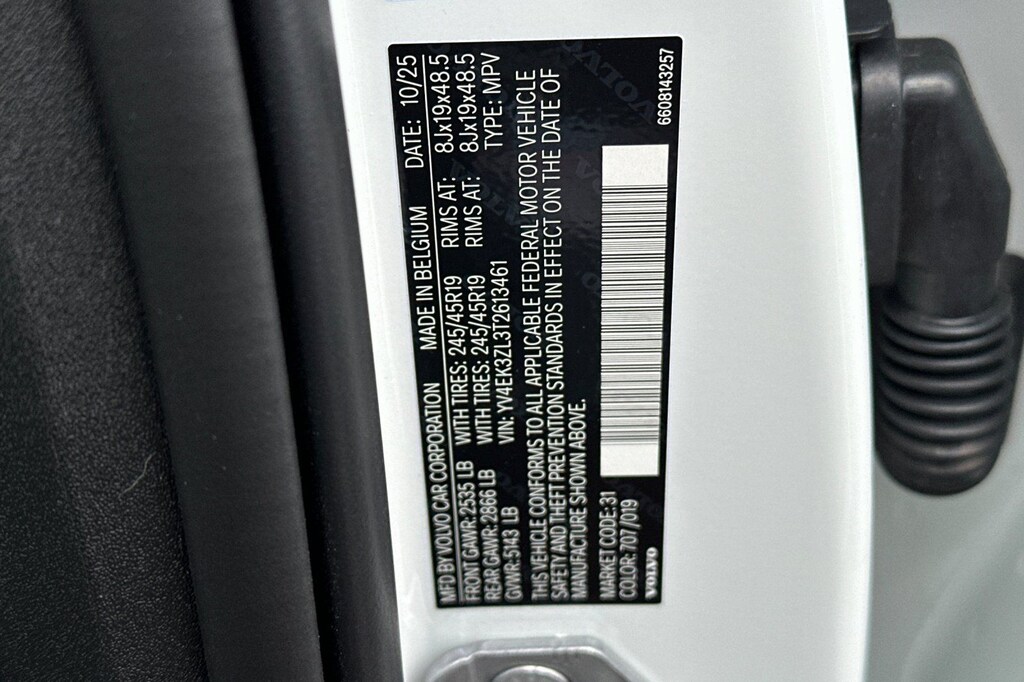 MFD BY VOLVO CAR CORPORATION MADE IN BELGIUM DATE: 10/25
FRONT GAWR: 2535 LB WITH TIRES: 245/45R19 RIMS AT: 8Jx19x48.5
REAR GAWR: 2866 LB WITH TIRES: 245/45R19 RIMS AT: 8Jx19x48.5
GVWR: 5143 LB VIN: YV4EK3ZL3T2613461 TYPE: MPV
THIS VEHICLE CONFORMS TO ALL APPLICABLE FEDERAL MOTOR VEHICLE
SAFETY AND THEFT PREVENTION STANDARDS IN EFFECT ON THE DATE OF
MANUFACTURE SHOWN ABOVE.
MARKET CODE: 31
COLOR: 707/019
VOLVO
6608143257